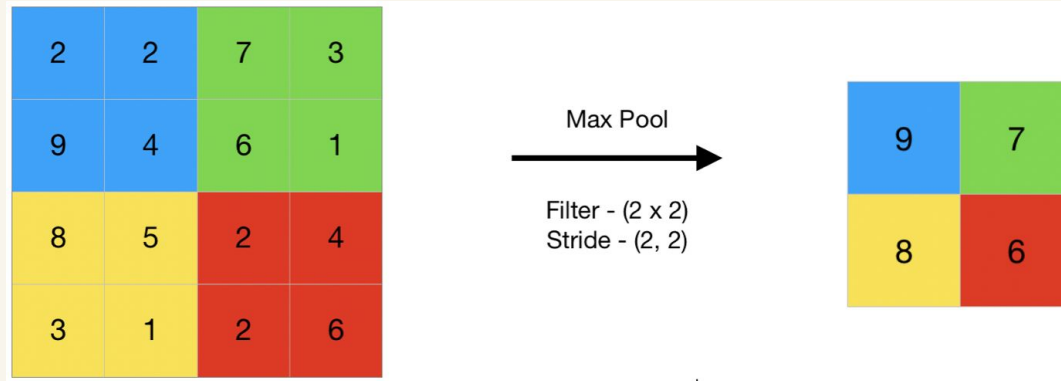 2 2 7 3
9 4 6 1
8 5 2 4
3 1 2 6
Max Pool
Filter - (2 x 2)
Stride - (2, 2)
9 7
8 6